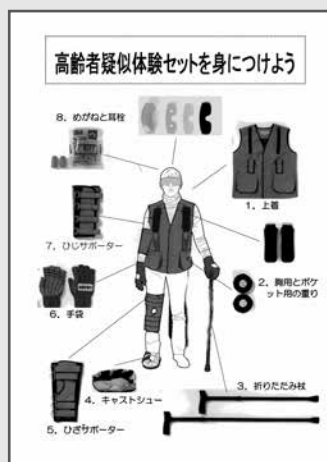 高齢者疑似体験セットを身につけよう
8．めがねと耳栓
1．上着
7．ひじサポーター
2．胸用とポケ
ット用の重り
6．手袋
3．折りたたみ杖
4．キャストシュー
5．ひざサポーター